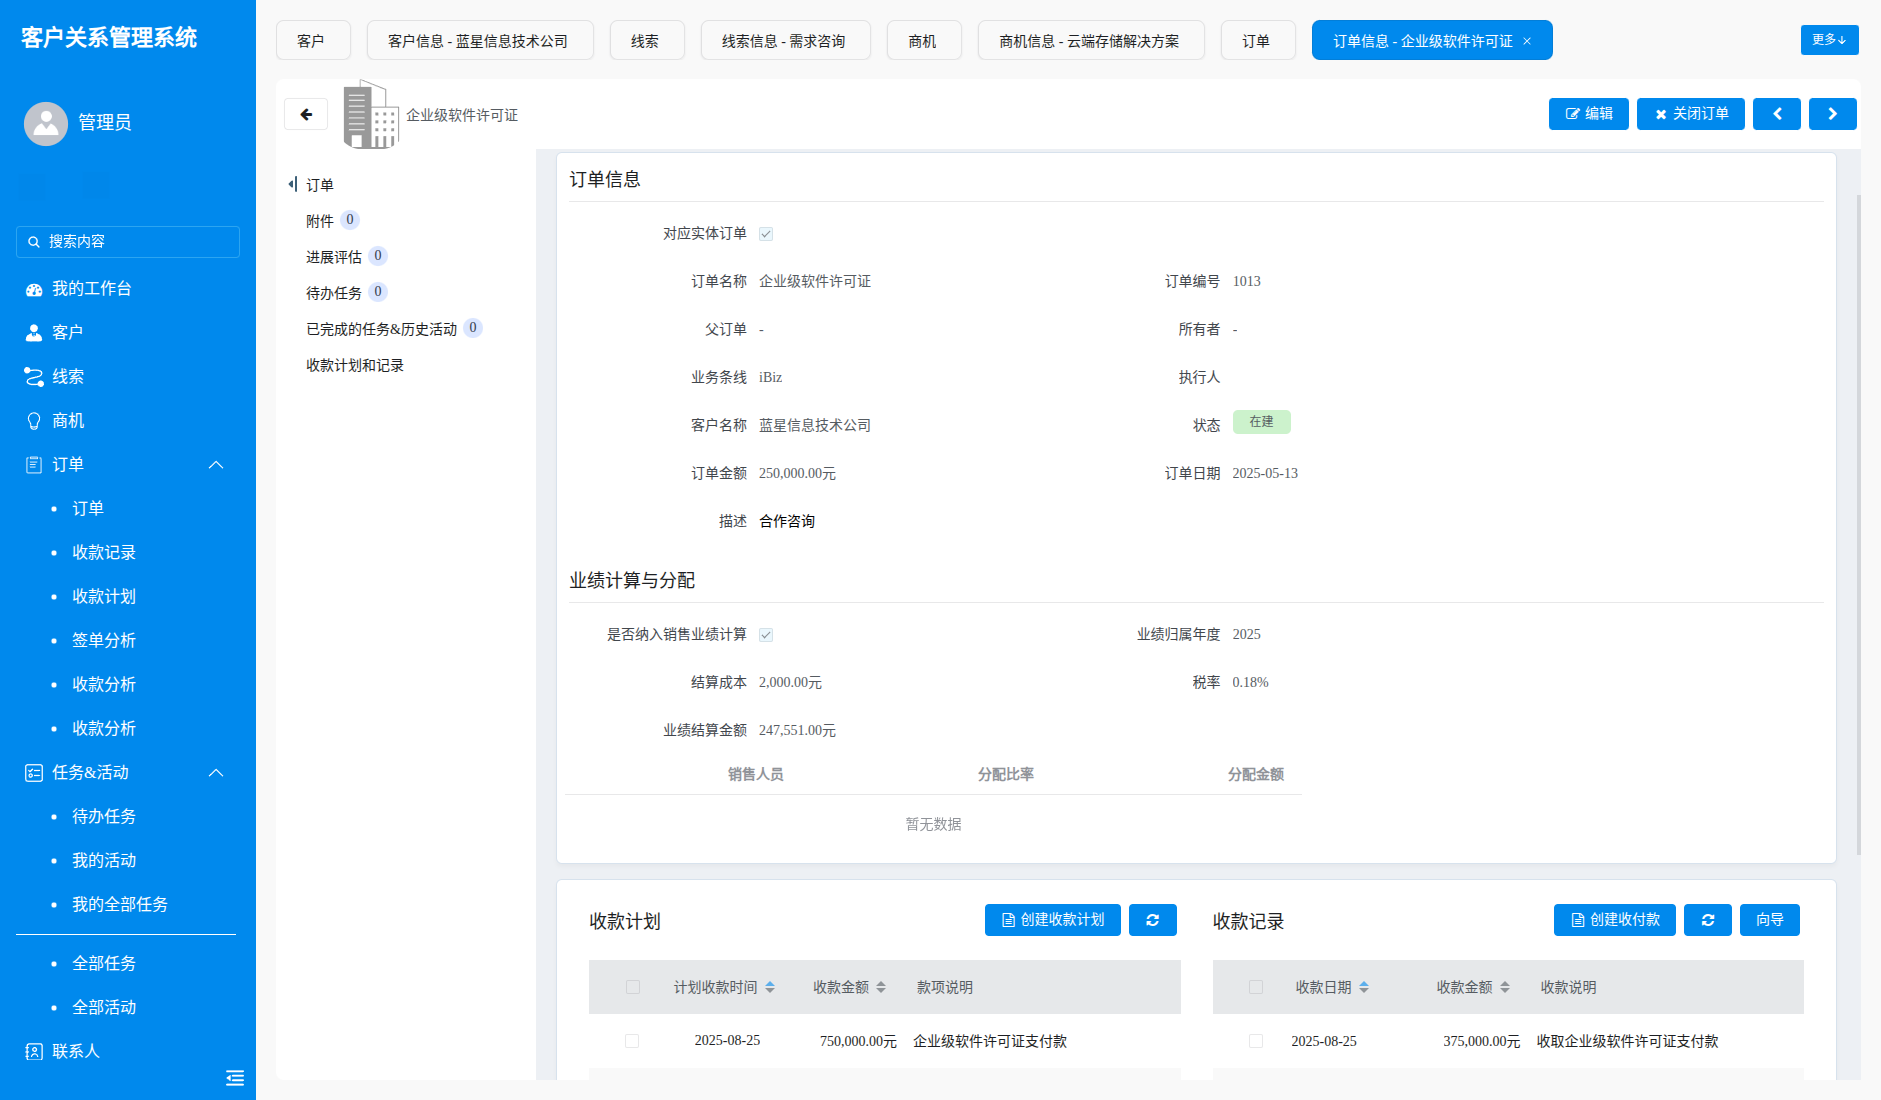 客户关系管理系统
管理员
搜索内容
我的工作台
客户
线索
商机
订单
订单
收款记录
收款计划
签单分析
收款分析
收款分析
任务&活动
待办任务
我的活动
我的全部任务
全部任务
全部活动
联系人
客户 客户信息 - 蓝星信息技术公司 线索 线索信息 - 需求咨询 商机 商机信息 - 云端存储解决方案 订单 订单信息 - 企业级软件许可证 更多
企业级软件许可证 编辑 关闭订单
订单
附件 0
进展评估 0
待办任务 0
已完成的任务&历史活动 0
收款计划和记录
订单信息
对应实体订单
订单名称 企业级软件许可证 订单编号 1013
父订单 - 所有者 -
业务条线 iBiz 执行人
客户名称 蓝星信息技术公司 状态 在建
订单金额 250,000.00元 订单日期 2025-05-13
描述 合作咨询
业绩计算与分配
是否纳入销售业绩计算 业绩归属年度 2025
结算成本 2,000.00元 税率 0.18%
业绩结算金额 247,551.00元
销售人员 分配比率 分配金额
暂无数据
收款计划 创建收款计划
计划收款时间 收款金额 款项说明
2025-08-25 750,000.00元 企业级软件许可证支付款
收款记录 创建收付款 向导
收款日期 收款金额 收款说明
2025-08-25 375,000.00元 收取企业级软件许可证支付款